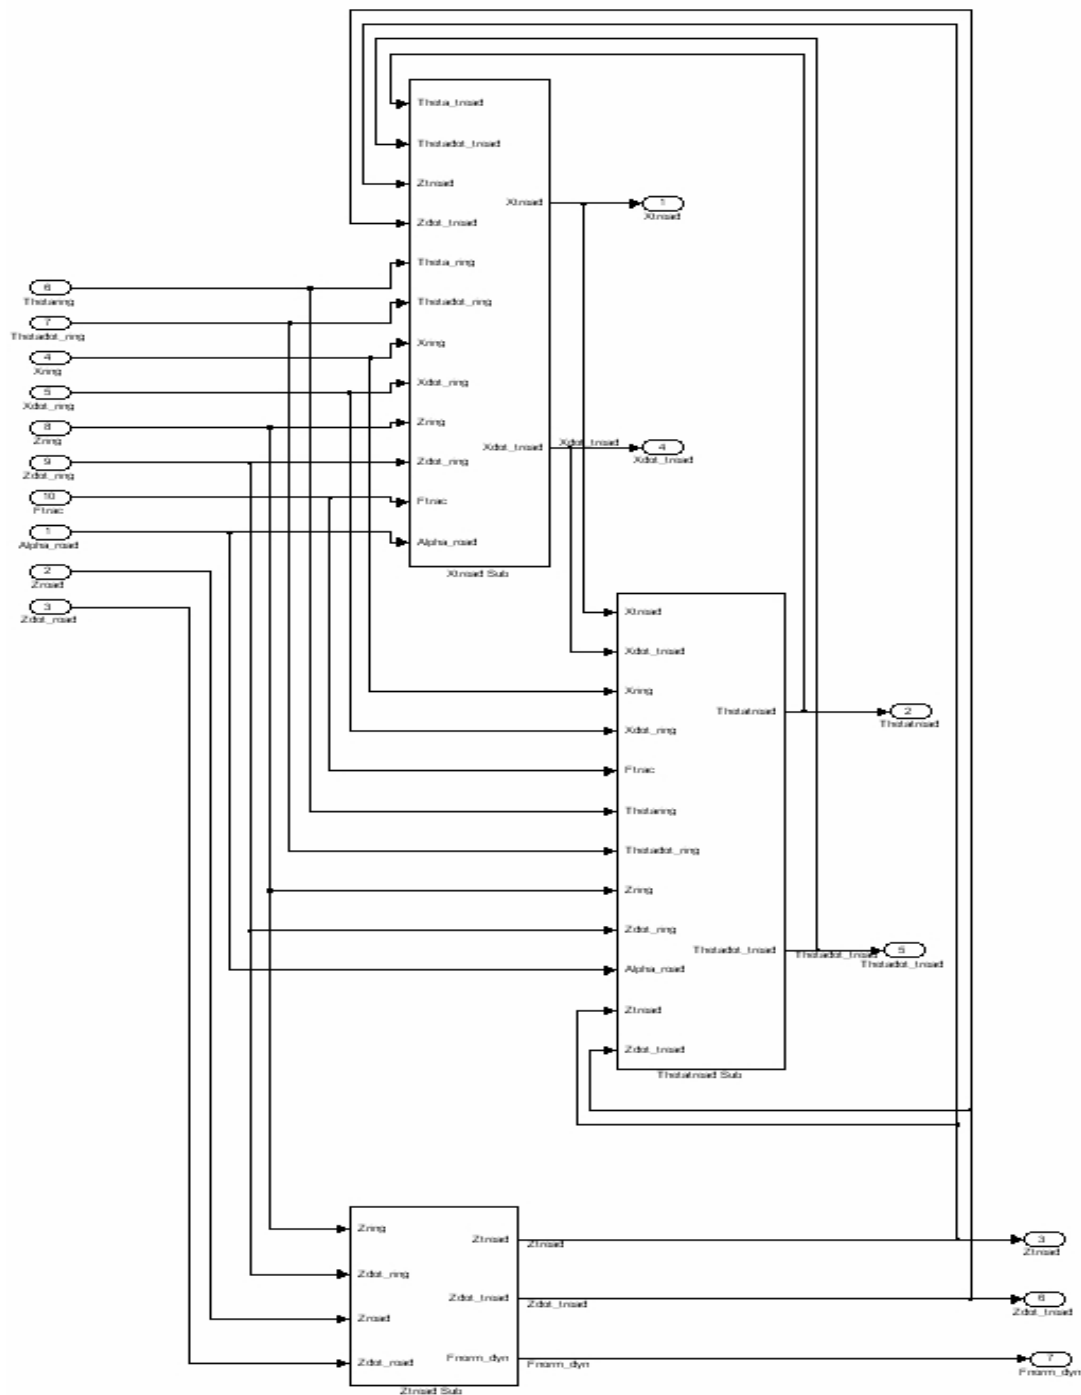 Theta_tread
Thetadot_tread
Ztread
Zdot_tread
Theta_ring
Thetadot_ring
Xring
Xdot_ring
Zring
Zdot_ring
Ftrac
Alpha_road
Xtread
Xdot_tread
Xtread Sub
1
Xtread
Xdot_tread
4
Xdot_tread
6
Thetaring
7
Thetadot_ring
4
Xring
5
Xdot_ring
8
Zring
9
Zdot_ring
10
Ftrac
1
Alpha_road
2
Zroad
3
Zdot_road
Xtread
Xdot_tread
Xring
Xdot_ring
Ftrac
Thetaring
Thetadot_ring
Zring
Zdot_ring
Alpha_road
Ztread
Zdot_tread
Thetatread
Thetadot_tread
Thetatread Sub
2
Thetatread
Thetadot_tread
5
Thetadot_tread
Zring
Zdot_ring
Zroad
Zdot_road
Ztread
Zdot_tread
Fnorm_dyn
Ztread Sub
Ztread
3
Ztread
Zdot_tread
6
Zdot_tread
Fnorm_dyn
7
Fnorm_dyn